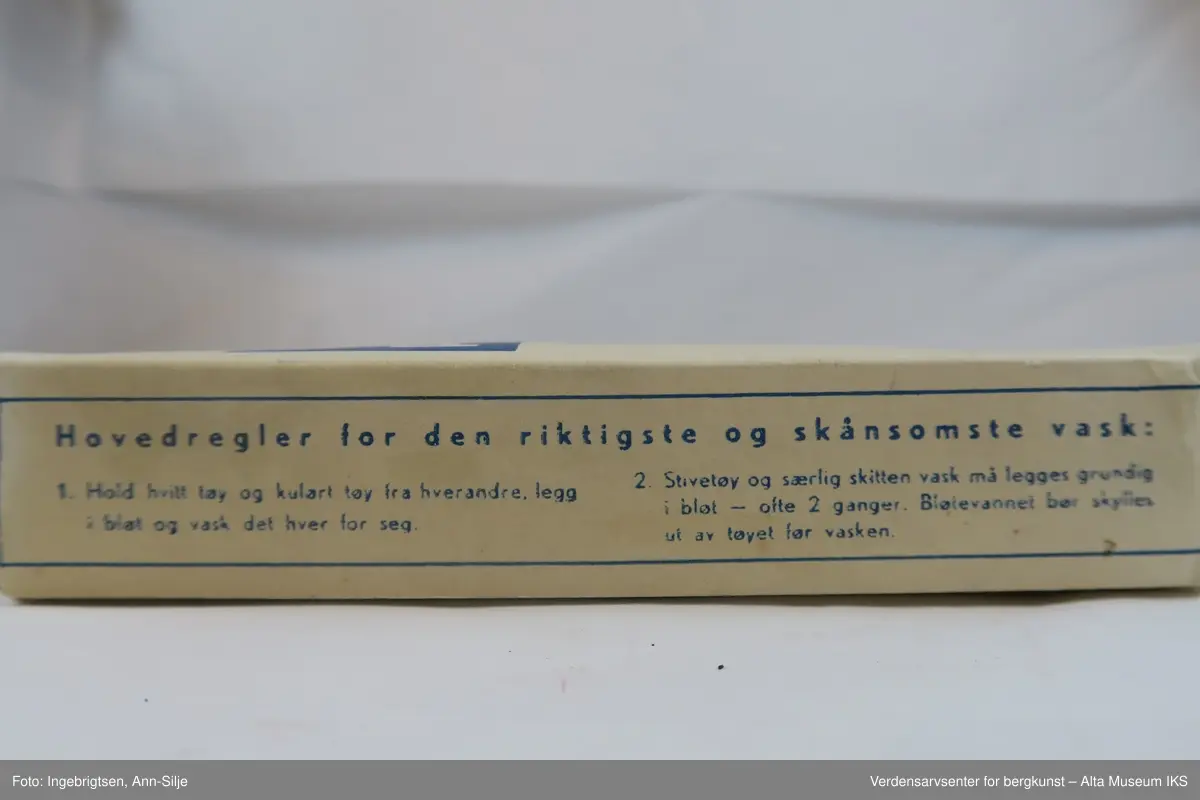 Hovedregler for den riktigste og skånsomste vask:
1. Hold hvitt tøy og kulørt tøy fra hverandre, legg
i bløt og vask det hver for seg.
2. Stivetøy og særlig skitten vask må legges grundig
i bløt – ofte 2 ganger. Bløtevannet bør skylles
ut av tøyet før vasken.
Foto: Ingebrigtsen, Ann-Silje
Verdensarvsenter for bergkunst – Alta Museum IKS